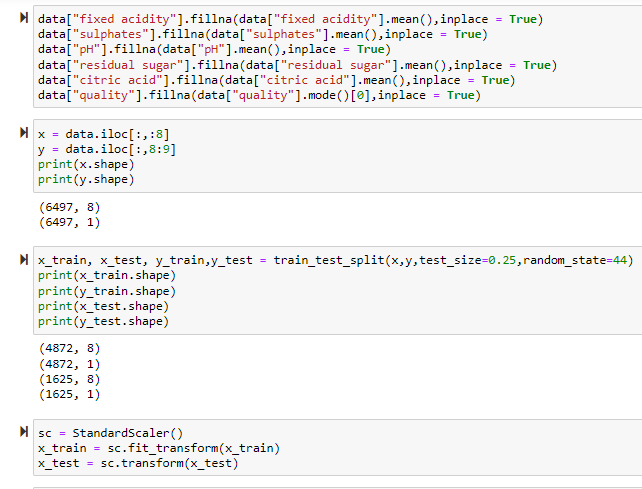 data["fixed acidity"].fillna(data["fixed acidity"].mean(),inplace = True)
data["sulphates"].fillna(data["sulphates"].mean(),inplace = True)
data["pH"].fillna(data["pH"].mean(),inplace = True)
data["residual sugar"].fillna(data["residual sugar"].mean(),inplace = True)
data["citric acid"].fillna(data["citric acid"].mean(),inplace = True)
data["quality"].fillna(data["quality"].mode()[0],inplace = True)
x = data.iloc[:,:8]
y = data.iloc[:,8:9]
print(x.shape)
print(y.shape)
(6497, 8)
(6497, 1)
x_train, x_test, y_train,y_test = train_test_split(x,y,test_size=0.25,random_state=44)
print(x_train.shape)
print(y_train.shape)
print(x_test.shape)
print(y_test.shape)
(4872, 8)
(4872, 1)
(1625, 8)
(1625, 1)
sc = StandardScaler()
x_train = sc.fit_transform(x_train)
x_test = sc.transform(x_test)